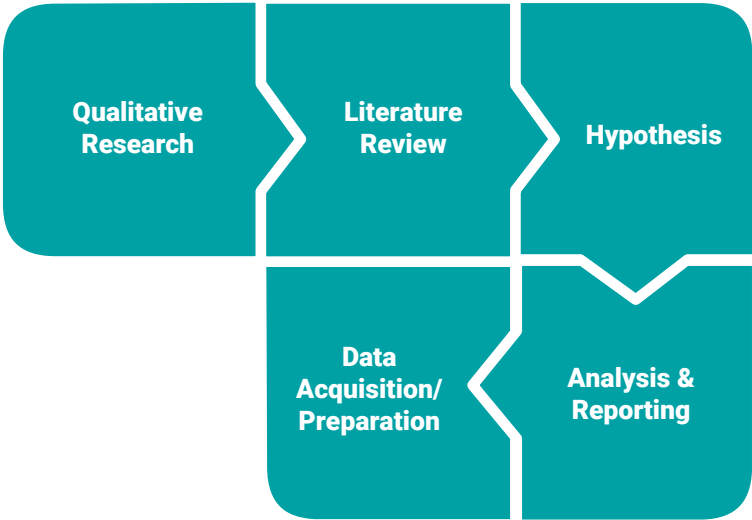 Qualitative
Research
Literature
Review
Hypothesis
Data
Acquisition/
Preparation
Analysis &
Reporting